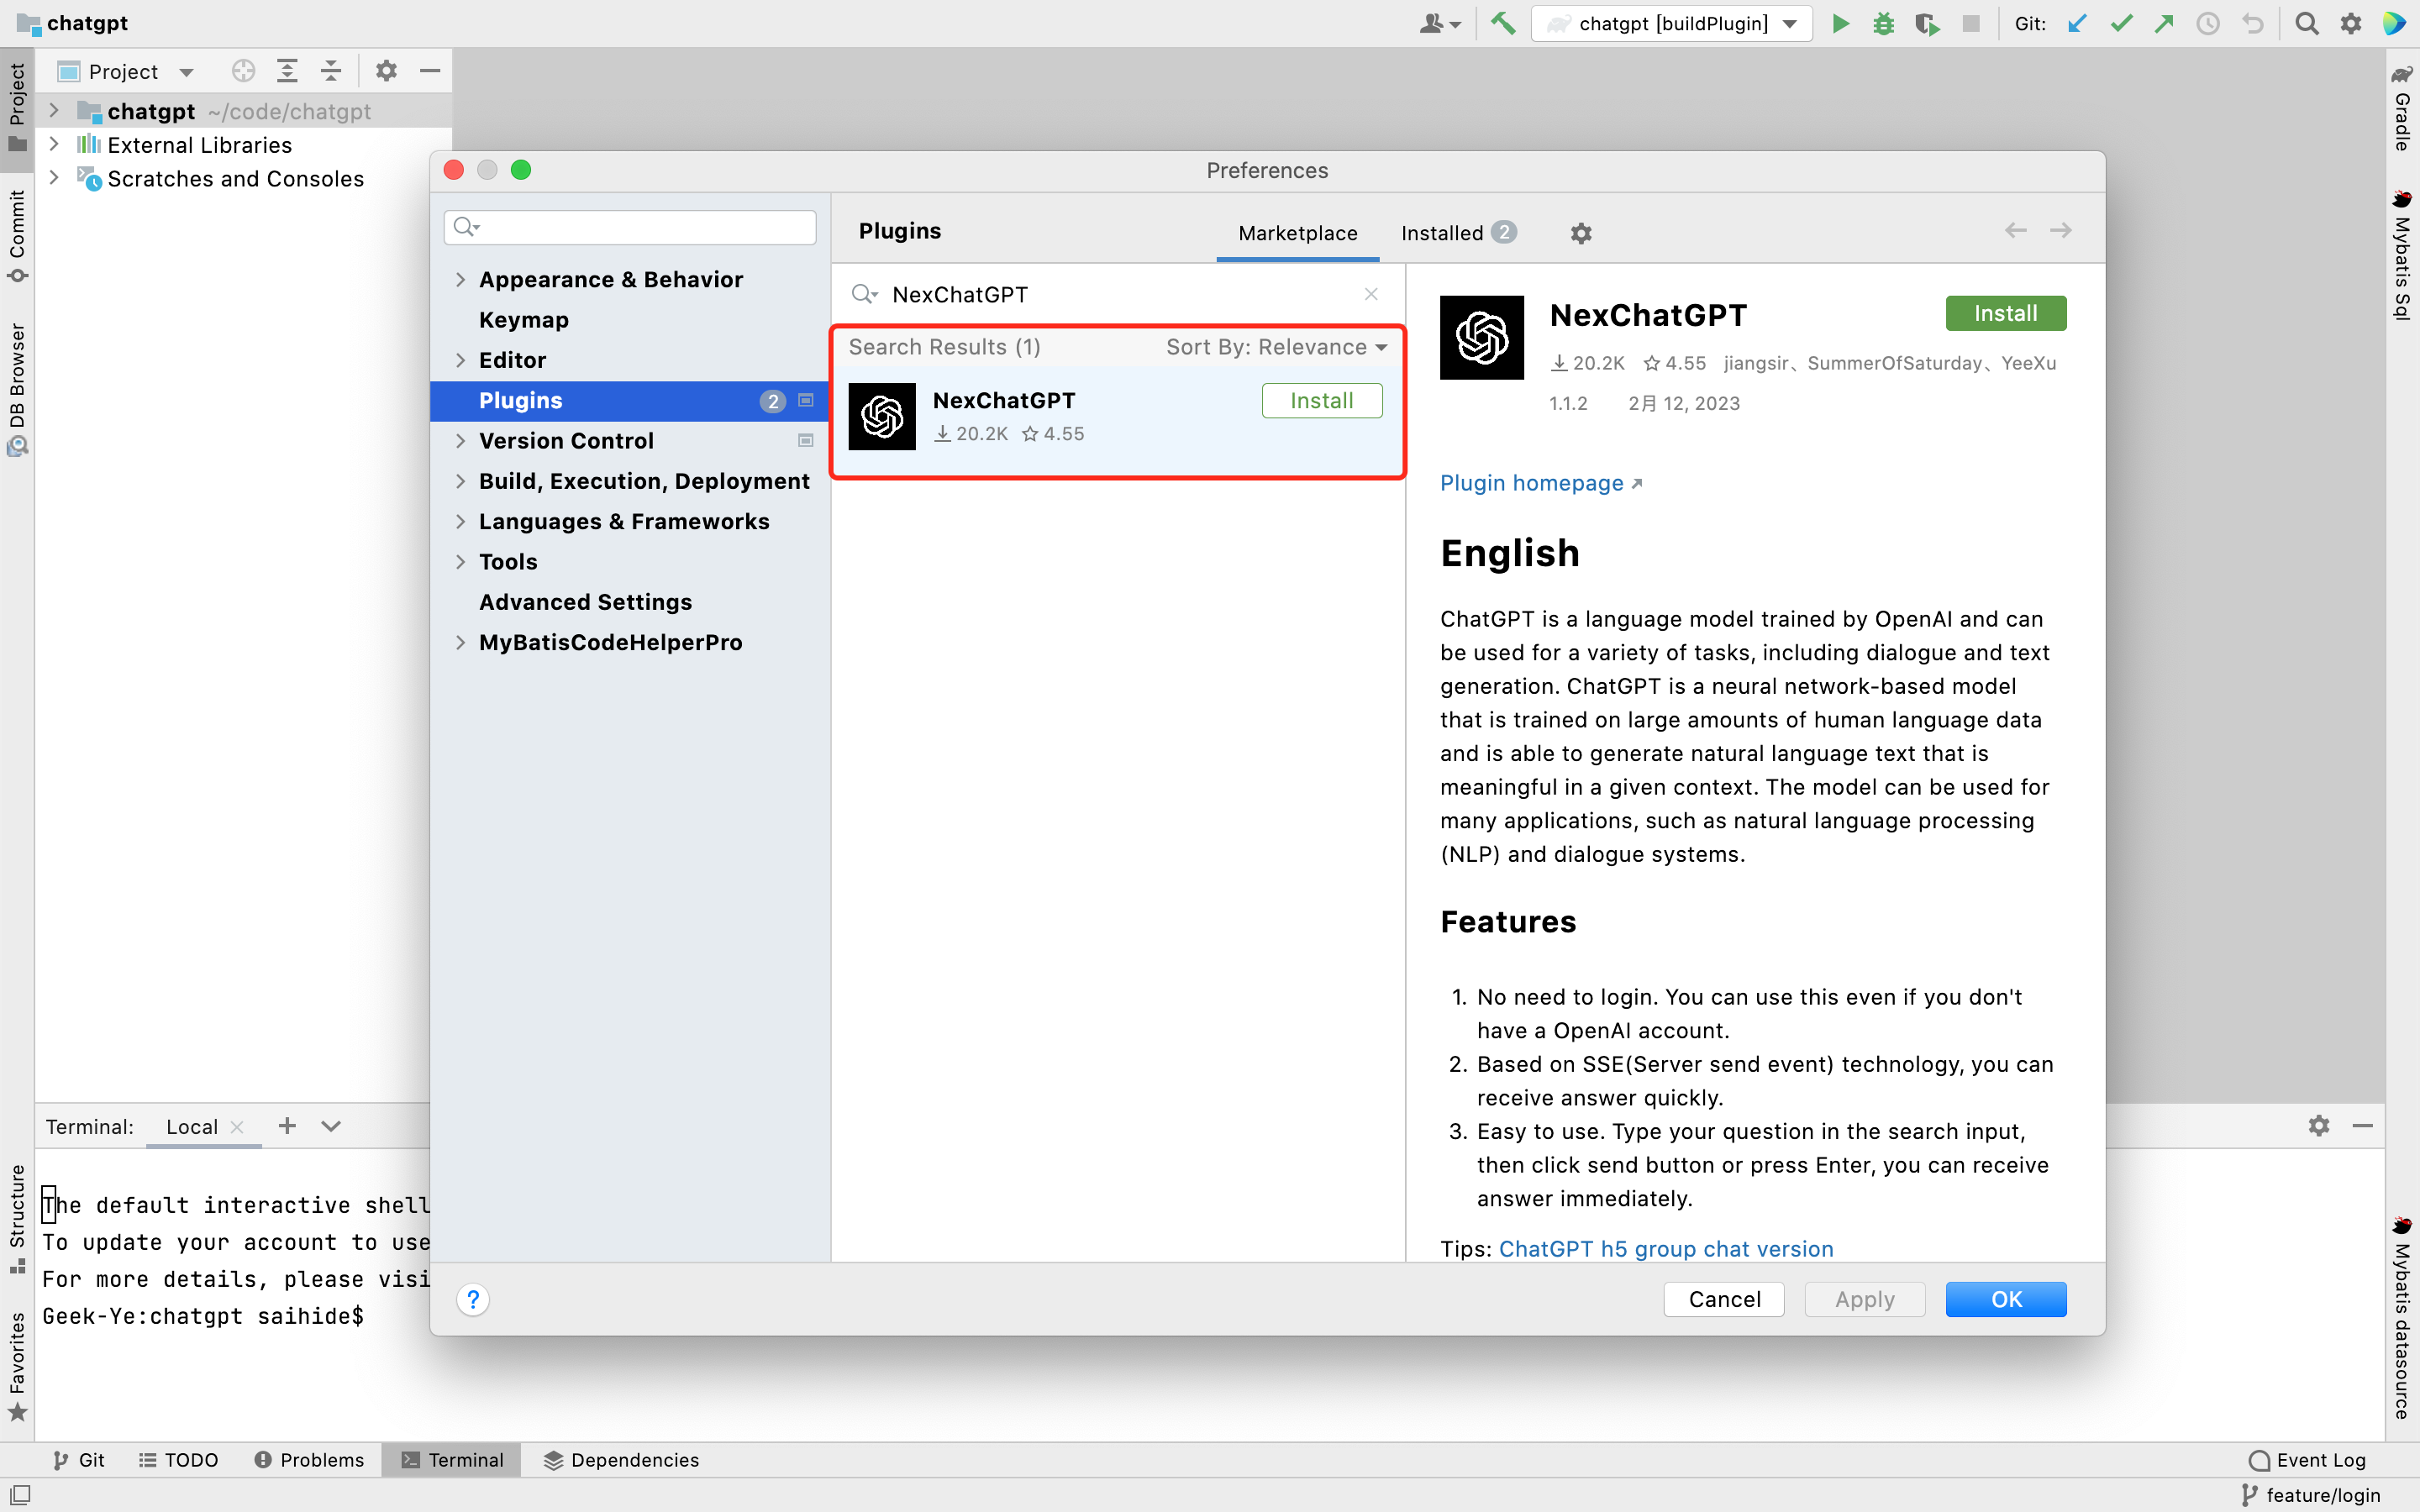 chatgpt
chatgpt [buildPlugin]
Git:
Project
chatgpt ~/code/chatgpt
External Libraries
Scratches and Consoles
Project
Commit
DB Browser
Structure
Favorites
Gradle
Mybatis Sql
Mybatis datasource
Preferences
Appearance & Behavior
Keymap
Editor
Plugins 2
Version Control
Build, Execution, Deployment
Languages & Frameworks
Tools
Advanced Settings
MyBatisCodeHelperPro
Plugins
Marketplace
Installed 2
NexChatGPT
Search Results (1)
Sort By: Relevance
NexChatGPT
Install
20.2K 4.55
NexChatGPT
Install
20.2K 4.55 jiangsir、SummerOfSaturday、YeeXu
1.1.2 2月 12, 2023
Plugin homepage
English
ChatGPT is a language model trained by OpenAI and can
be used for a variety of tasks, including dialogue and text
generation. ChatGPT is a neural network-based model
that is trained on large amounts of human language data
and is able to generate natural language text that is
meaningful in a given context. The model can be used for
many applications, such as natural language processing
(NLP) and dialogue systems.
Features
1. No need to login. You can use this even if you don't
have a OpenAI account.
2. Based on SSE(Server send event) technology, you can
receive answer quickly.
3. Easy to use. Type your question in the search input,
then click send button or press Enter, you can receive
answer immediately.
Tips: ChatGPT h5 group chat version
?
Cancel
Apply
OK
Terminal:
Local
The default interactive shell
To update your account to use
For more details, please visi
Geek-Ye:chatgpt saihide$
Git
TODO
Problems
Terminal
Dependencies
Event Log
feature/login